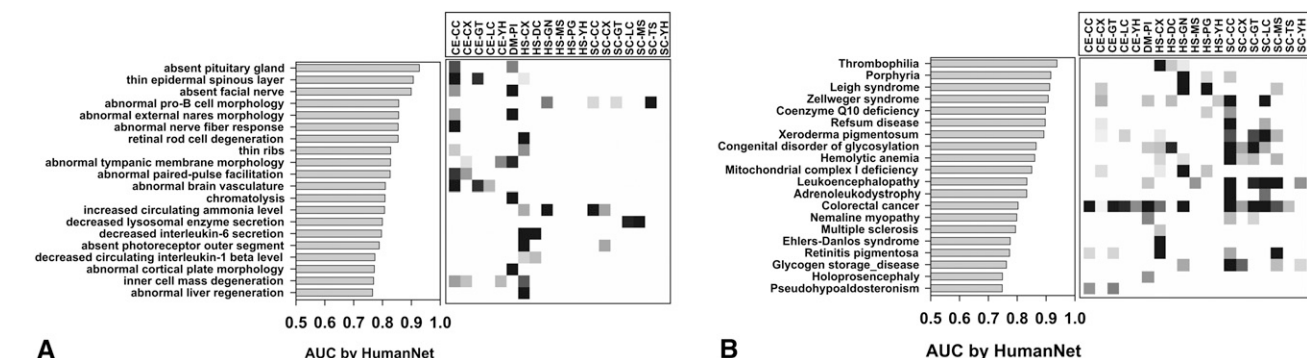 CE-CC CE-CX CE-GT CE-LC CE-YH DM-PI HS-CX HS-DC HS-GN HS-MS HS-PG HS-YH SC-CC SC-CX SC-GT SC-LC SC-MS SC-TS SC-YH
absent pituitary gland
thin epidermal spinous layer
absent facial nerve
abnormal pro-B cell morphology
abnormal external nares morphology
abnormal nerve fiber response
retinal rod cell degeneration
thin ribs
abnormal tympanic membrane morphology
abnormal paired-pulse facilitation
abnormal brain vasculature
chromatolysis
increased circulating ammonia level
decreased lysosomal enzyme secretion
decreased interleukin-6 secretion
absent photoreceptor outer segment
decreased circulating interleukin-1 beta level
abnormal cortical plate morphology
inner cell mass degeneration
abnormal liver regeneration
0.5 0.6 0.7 0.8 0.9 1.0
A
AUC by HumanNet
CE-CC CE-CX CE-GT CE-LC CE-YH DM-PI HS-CX HS-DC HS-GN HS-MS HS-PG HS-YH SC-CC SC-CX SC-GT SC-LC SC-MS SC-TS SC-YH
Thrombophilia
Porphyria
Leigh syndrome
Zellweger syndrome
Coenzyme Q10 deficiency
Refsum disease
Xeroderma pigmentosum
Congenital disorder of glycosylation
Hemolytic anemia
Mitochondrial complex I deficiency
Leukoencephalopathy
Adrenoleukodystrophy
Colorectal cancer
Nemaline myopathy
Multiple sclerosis
Ehlers-Danlos syndrome
Retinitis pigmentosa
Glycogen storage_disease
Holoprosencephaly
Pseudohypoaldosteronism
0.5 0.6 0.7 0.8 0.9 1.0
B
AUC by HumanNet